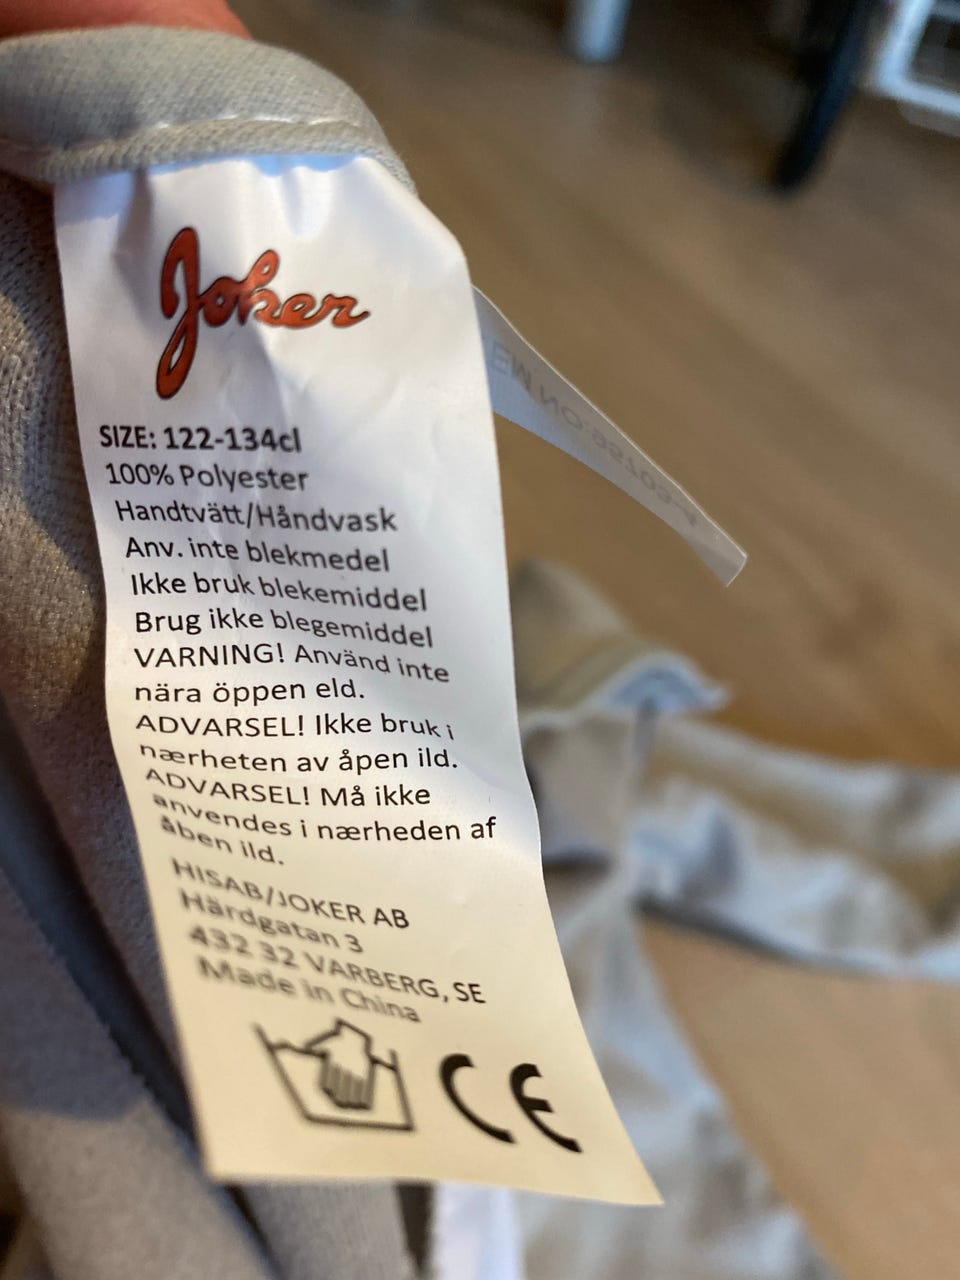 Joker
SIZE: 122-134cl
100% Polyester
Handtvätt/Håndvask
Anv. inte blekmedel
Ikke bruk blekemiddel
Brug ikke blegemiddel
VARNING! Använd inte
nära öppen eld.
ADVARSEL! Ikke bruk i
nærheten av åpen ild.
ADVARSEL! Må ikke
anvendes i nærheden af
åben ild.
HISAB/JOKER AB
Härdgatan 3
432 32 VARBERG, SE
Made in China
CE